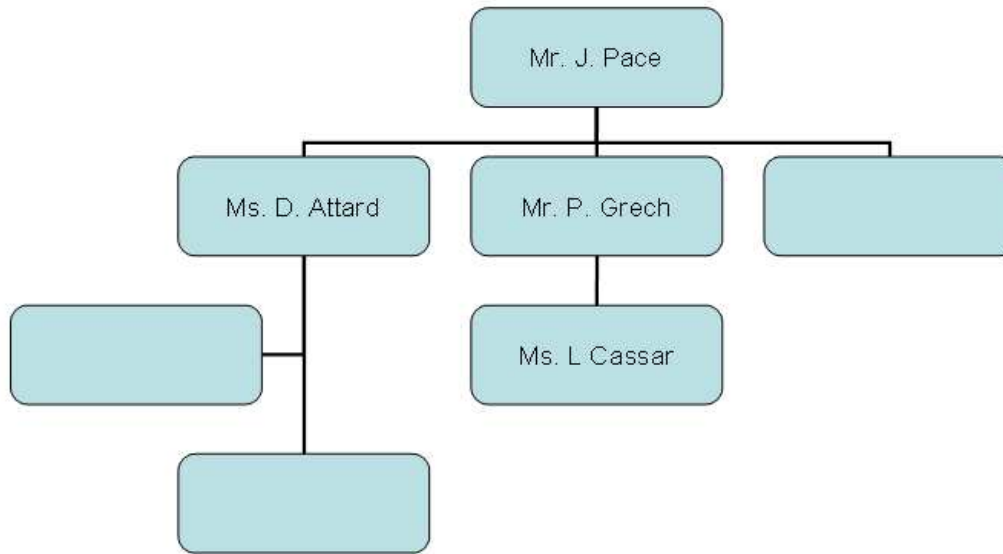 Mr. J. Pace
Ms. D. Attard
Mr. P. Grech
Ms. L Cassar